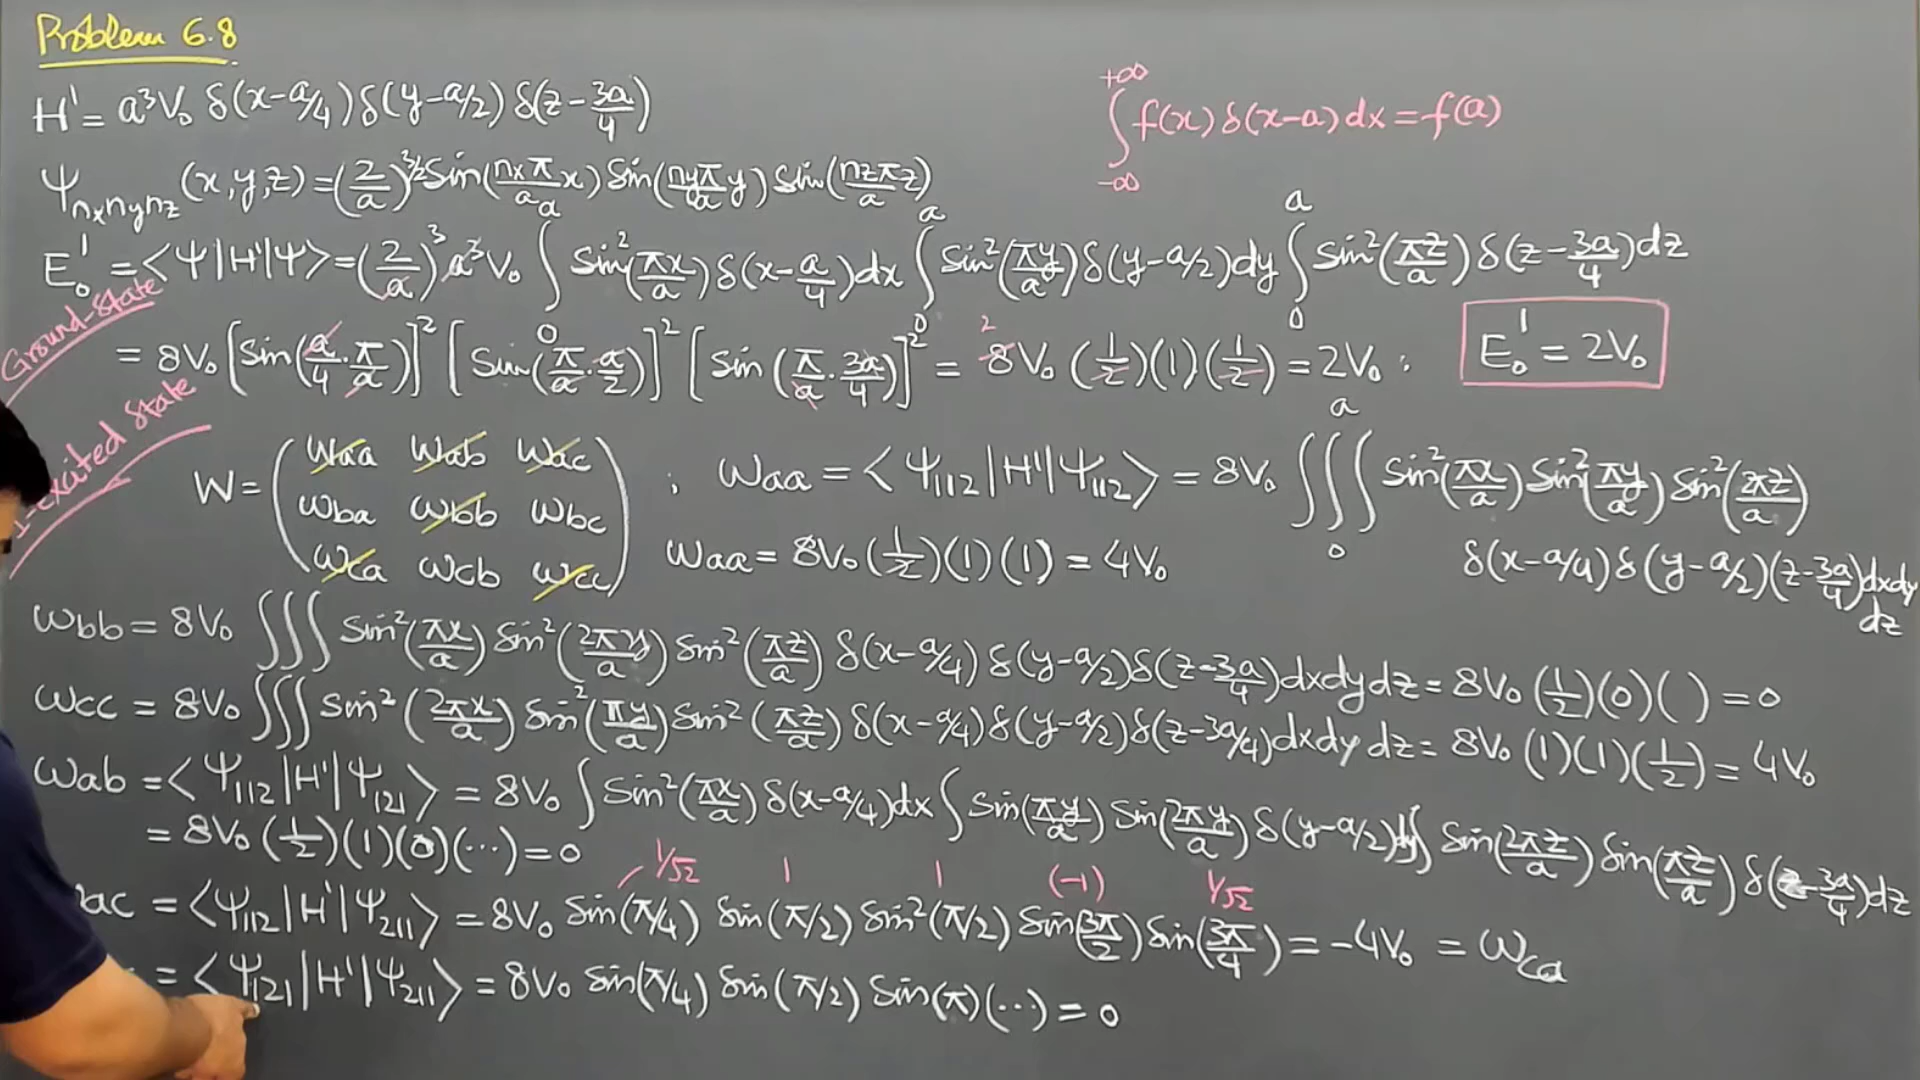 Problem 6.8
H' = a³V₀ δ(x-a/4) δ(y-a/2) δ(z-3a/4)
∫_{-∞}^{+∞} f(x) δ(x-a) dx = f(a)
Ψ_{nxnynz} (x,y,z) = (2/a)^{3/2} Sin(nxπ/a x) Sin(nyπ/a y) Sin(nzπz/a)
E₀¹ = <Ψ|H'|Ψ> = (2/a)³ a³V₀ ∫₀^a Sin²(πx/a) δ(x-a/4)dx ∫₀^a Sin²(πy/a) δ(y-a/2)dy ∫₀^a Sin²(πz/a) δ(z-3a/4)dz
Ground-State
= 8V₀ [Sin(a/4·π/a)]² [Sin(π/a·a/2)]² [Sin(π/a·3a/4)]² = 8V₀ (1/2)(1)(1/2) = 2V₀ ; E₀¹ = 2V₀
2
1-excited state
W = (Waa Wab Wac
Wba Wbb Wbc
Wca Wcb Wcc) ; Waa = <Ψ₁₁₂|H'|Ψ₁₁₂> = 8V₀ ∫∫∫₀^a Sin²(πx/a) Sin²(πy/a) Sin²(2πz/a)
δ(x-a/4) δ(y-a/2)(z-3a/4)dxdydz
Waa = 8V₀ (1/2)(1)(1) = 4V₀
Wbb = 8V₀ ∫∫∫ Sin²(πx/a) Sin²(2πy/a) Sin²(πz/a) δ(x-a/4) δ(y-a/2) δ(z-3a/4)dxdydz = 8V₀ (1/2)(0)( ) = 0
Wcc = 8V₀ ∫∫∫ Sin²(2πx/a) Sin²(πy/a) Sin²(πz/a) δ(x-a/4) δ(y-a/2) δ(z-3a/4)dxdydz = 8V₀ (1)(1)(1/2) = 4V₀
Wab = <Ψ₁₁₂|H'|Ψ₁₂₁> = 8V₀ ∫ Sin²(πx/a) δ(x-a/4)dx ∫ Sin(πy/a) Sin(2πy/a) δ(y-a/2)dy ∫ Sin(2πz/a) Sin(πz/a) δ(z-3a/4)dz
= 8V₀ (1/2)(1)(0)(...) = 0
1/√2 1 1 (-1) 1/√2
ac = <Ψ₁₁₂|H'|Ψ₂₁₁> = 8V₀ Sin(π/4) Sin(π/2) Sin²(π/2) Sin(3π/2) Sin(3π/4) = -4V₀ = Wca
= <Ψ₁₂₁|H'|Ψ₂₁₁> = 8V₀ Sin(π/4) Sin(π/2) Sin(π)(...) = 0